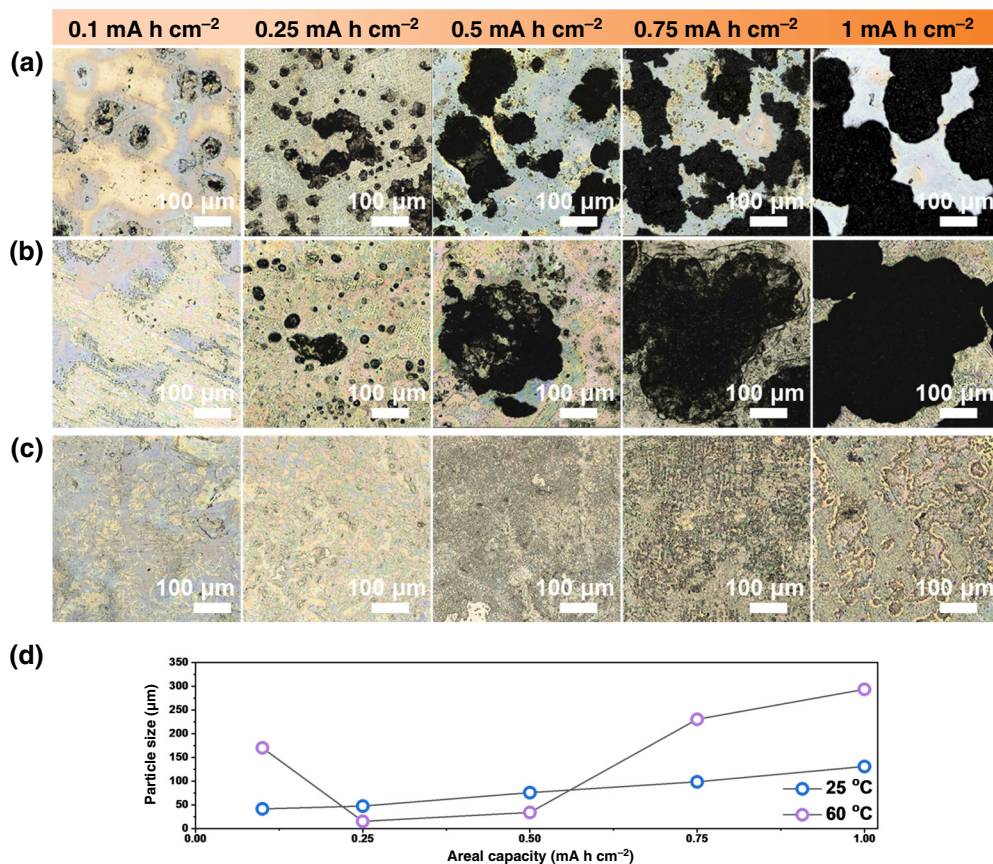 0.1 mA h cm⁻² 0.25 mA h cm⁻² 0.5 mA h cm⁻² 0.75 mA h cm⁻² 1 mA h cm⁻²
(a)
100 µm 100 µm 100 µm 100 µm 100 µm
(b)
100 µm 100 µm 100 µm 100 µm 100 µm
(c)
100 µm 100 µm 100 µm 100 µm 100 µm
(d)
350
300
250
200
150
100
50
0
Particle size (µm)
25 °C
60 °C
0.00 0.25 0.50 0.75 1.00
Areal capacity (mA h cm⁻²)